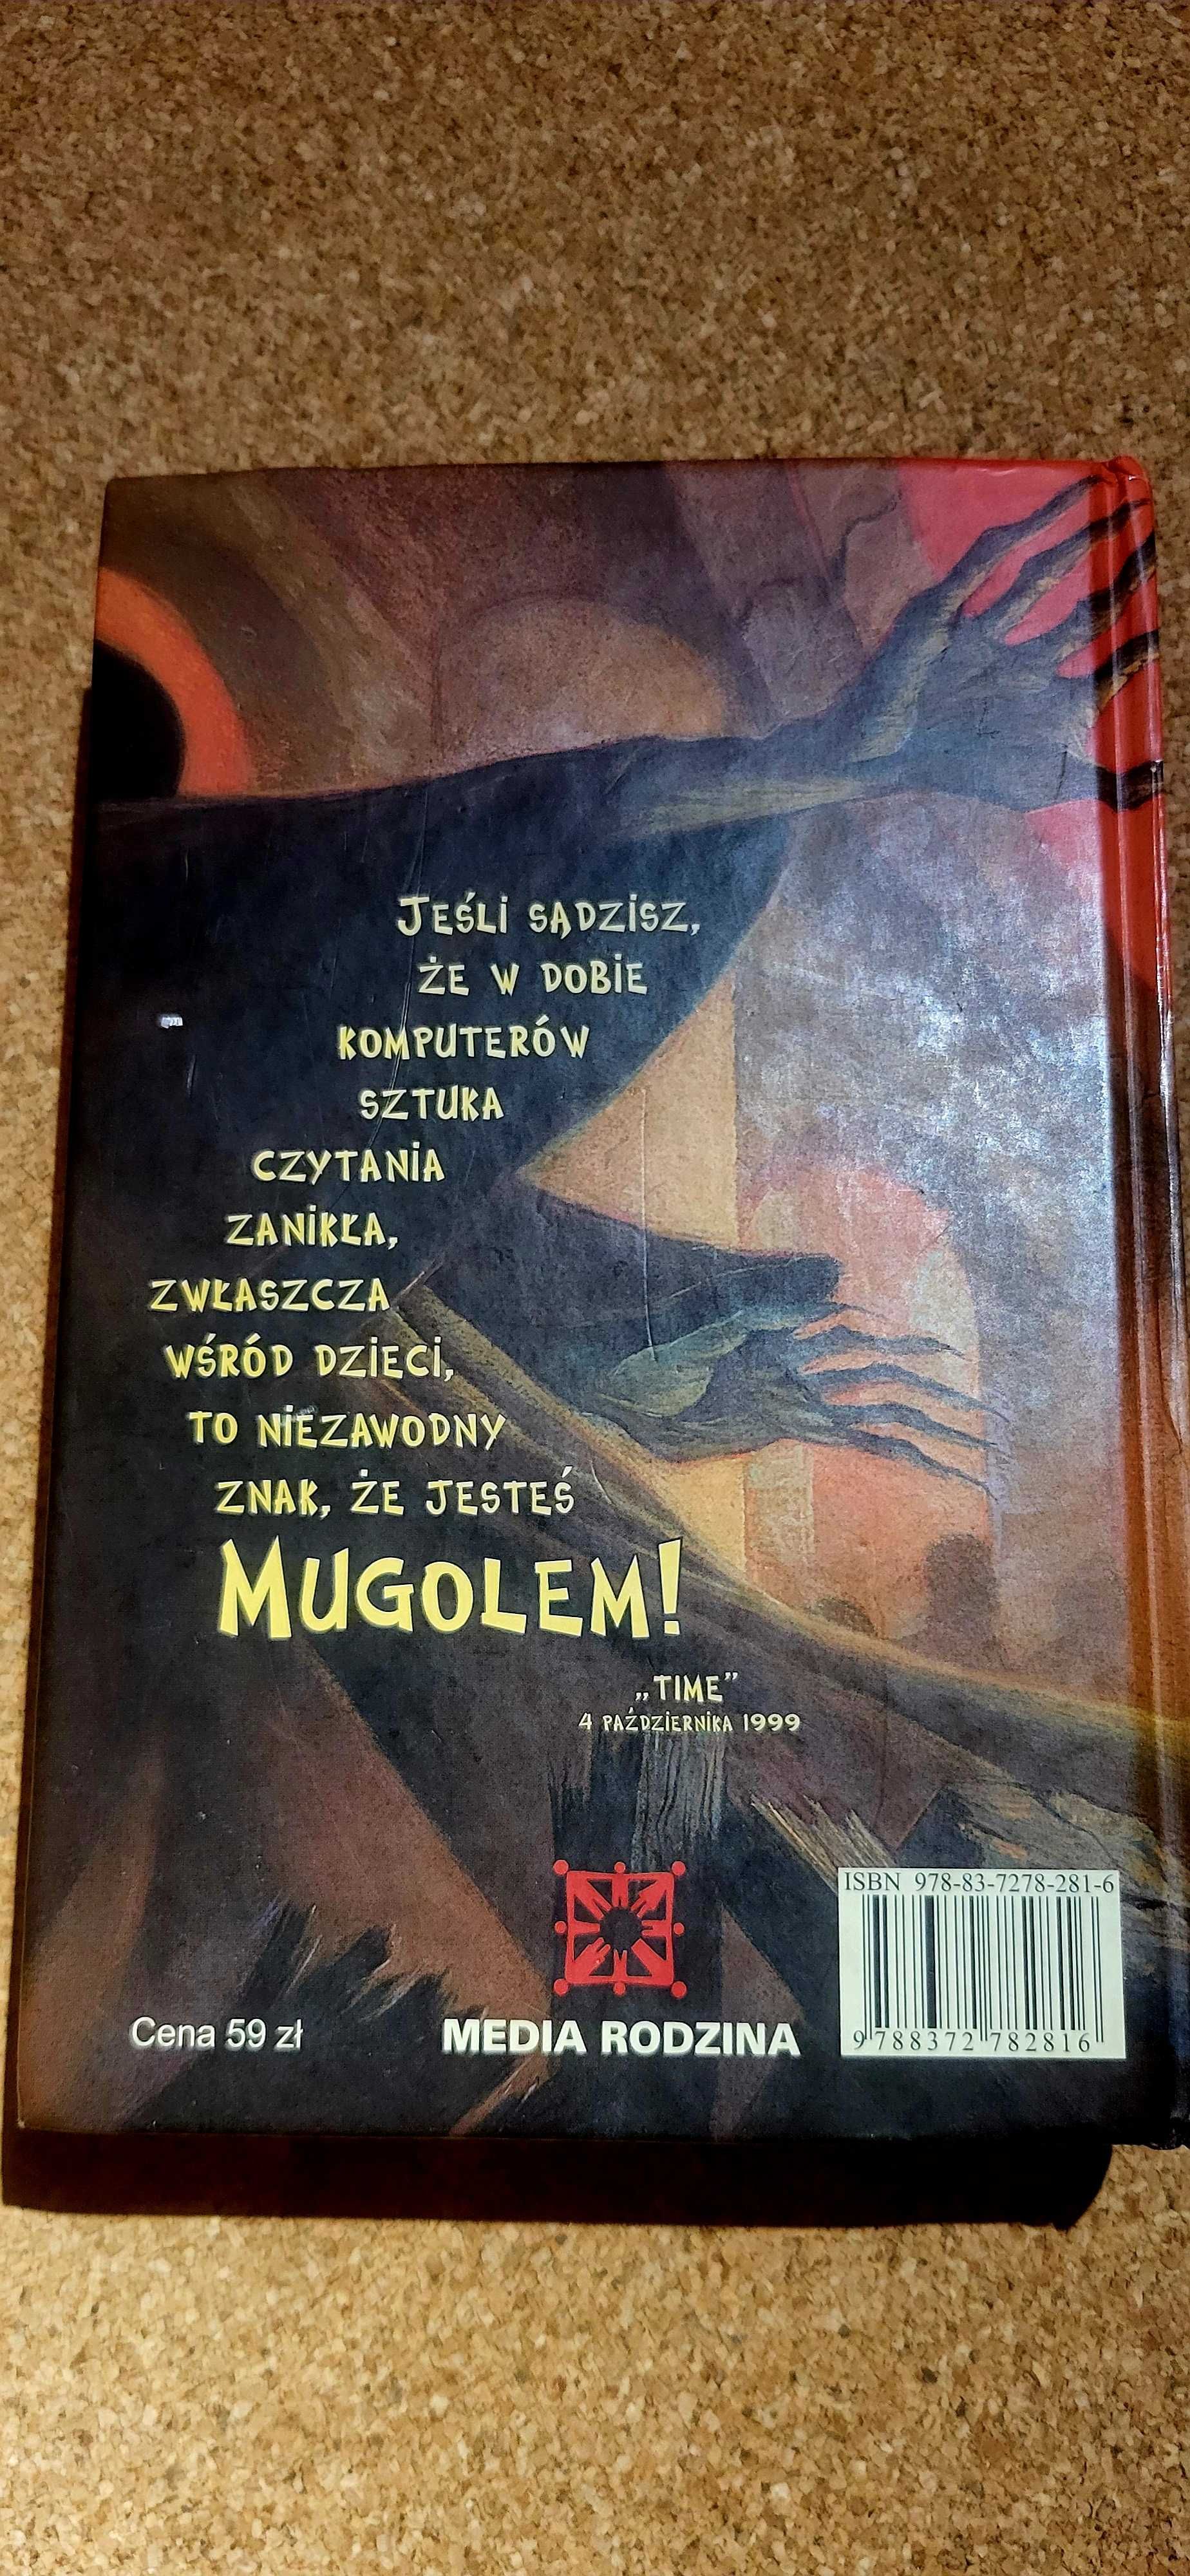 Jeśli sądzisz,
że w dobie
komputerów
sztuka
czytania
zanikła,
zwłaszcza
wśród dzieci,
to niezawodny
znak, że jesteś
Mugolem!
„TIME”
4 października 1999
ISBN 978-83-7278-281-6
9 788372 782816
Cena 59 zł
MEDIA RODZINA